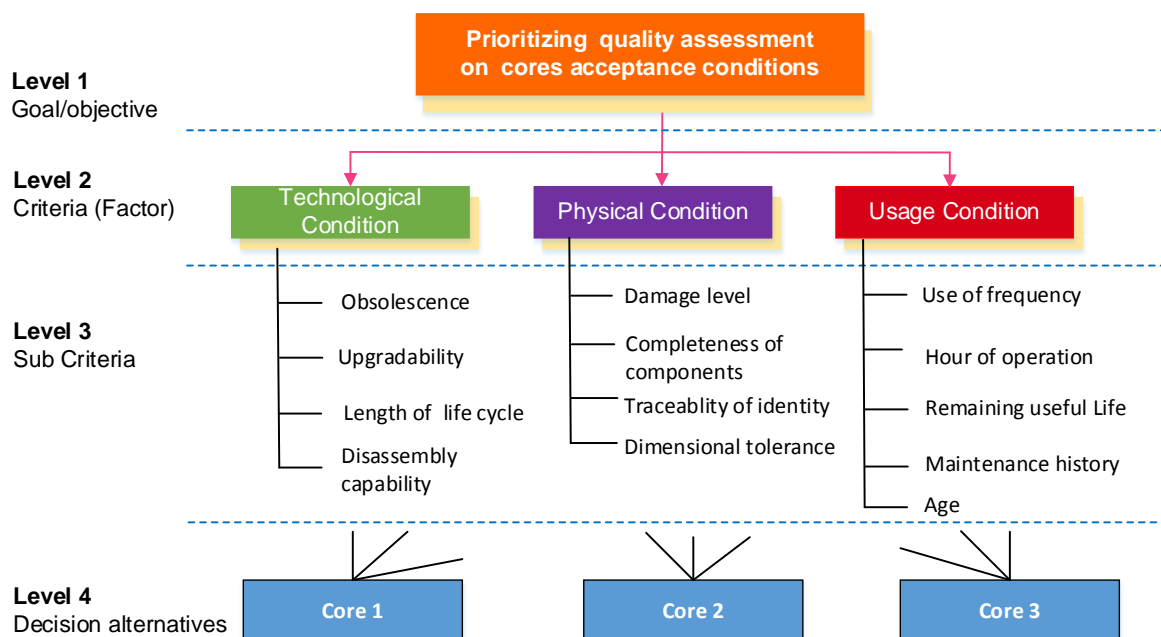 Prioritizing quality assessment
on cores acceptance conditions
Level 1
Goal/objective
Level 2
Criteria (Factor)
Technological
Condition
Physical Condition
Usage Condition
Level 3
Sub Criteria
Obsolescence
Upgradability
Length of life cycle
Disassembly
capability
Damage level
Completeness of
components
Traceablity of identity
Dimensional tolerance
Use of frequency
Hour of operation
Remaining useful Life
Maintenance history
Age
Level 4
Decision alternatives
Core 1
Core 2
Core 3